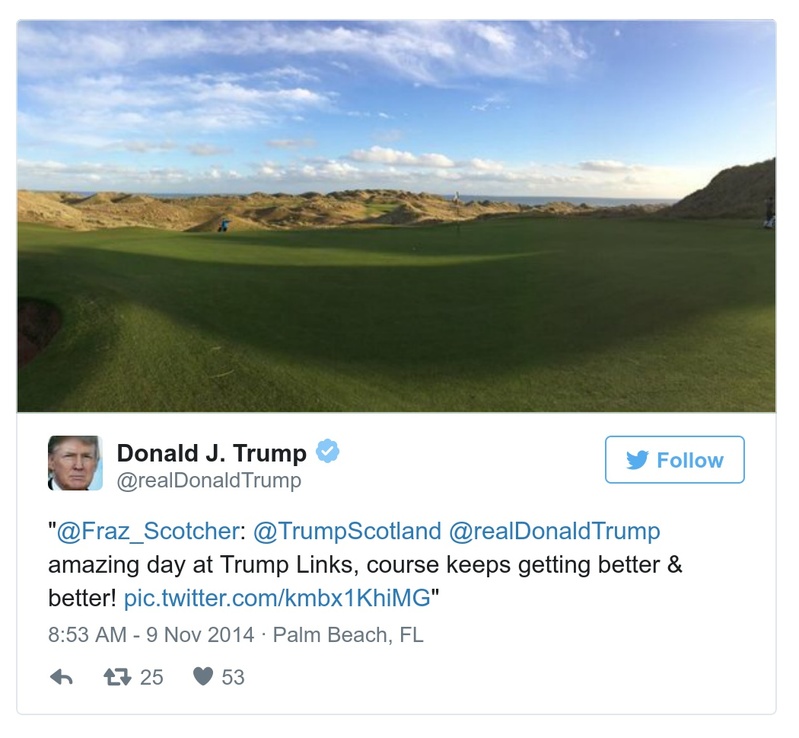 Donald J. Trump
@realDonaldTrump
Follow
"@Fraz_Scotcher: @TrumpScotland @realDonaldTrump
amazing day at Trump Links, course keeps getting better &
better! pic.twitter.com/kmbx1KhiMG"
8:53 AM - 9 Nov 2014 · Palm Beach, FL
25 53